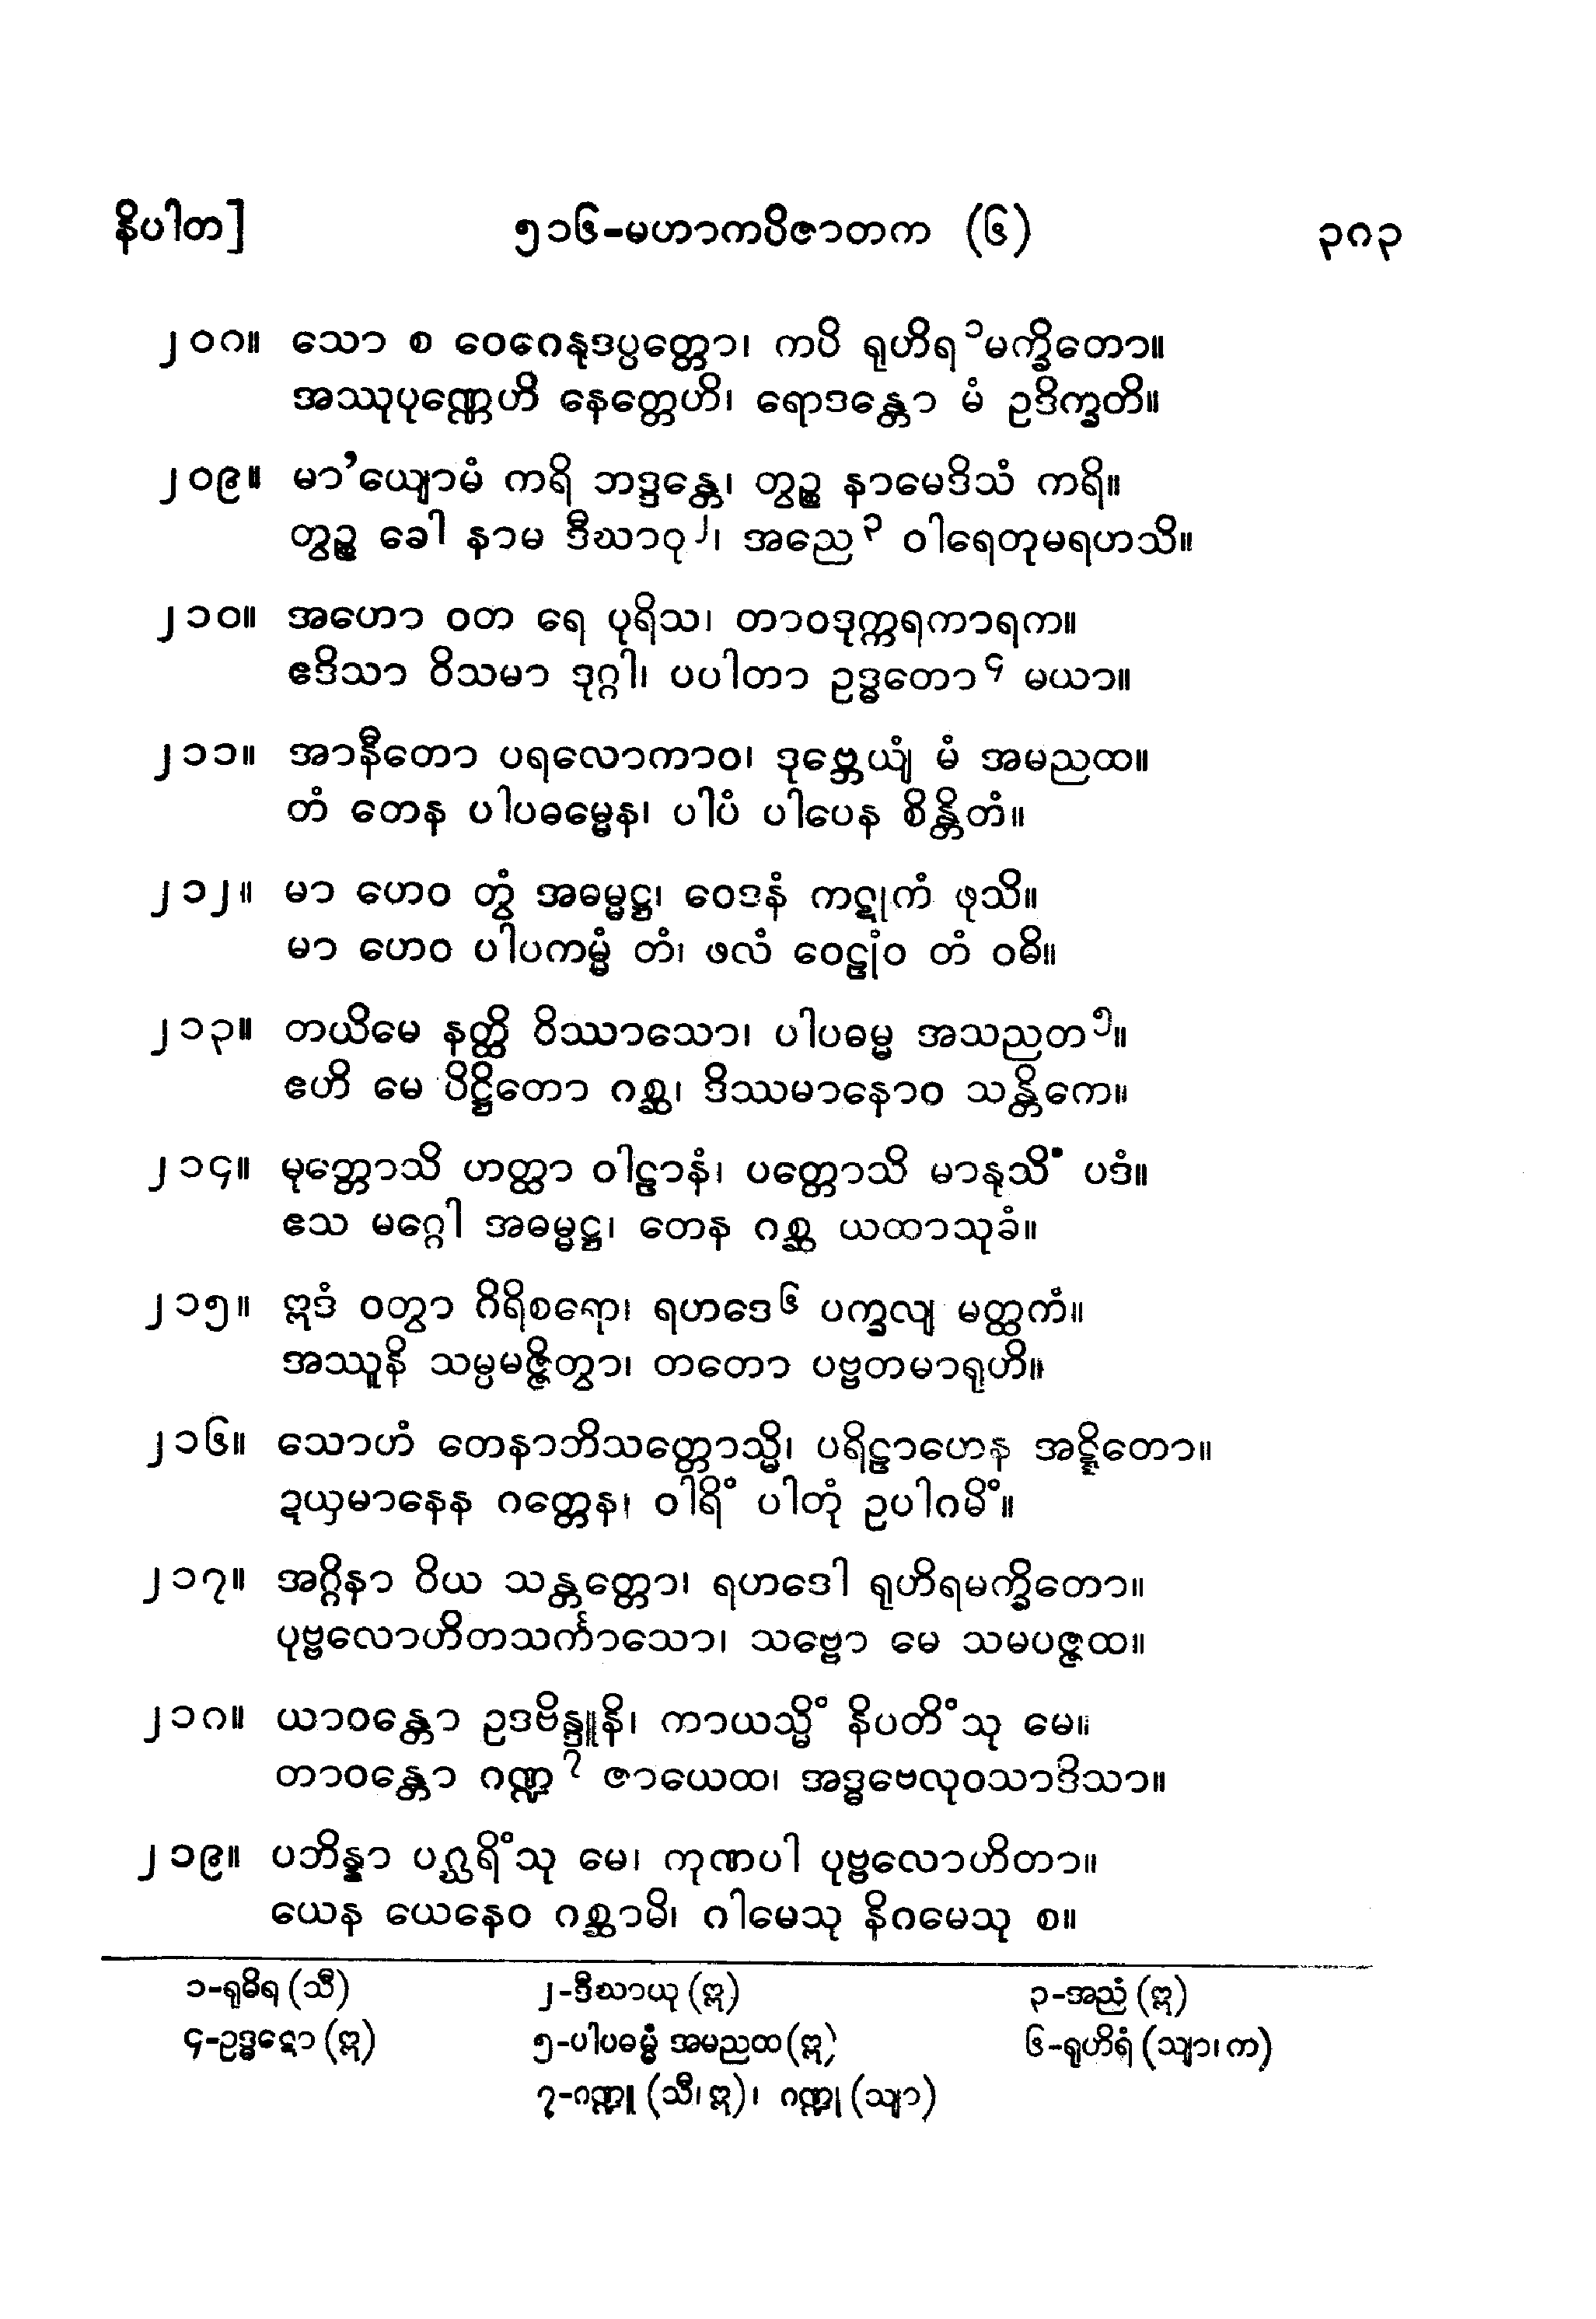 နိပါတ] ၅၁၆-မဟာကပိဇာတက (၆) ၃၈၃
၂၀၈။ သော စ ဝေဂေနုဒပ္ပတ္တော၊ ကပိ ရုဟိရ၁မက္ခိတော။
အဿုပုဏ္ဏေဟိ နေတ္တေဟိ၊ ရောဒန္တော မံ ဥဒိက္ခတိ။
၂၀၉။ မာ’ယျောမံ ကရိ ဘဒ္ဒန္တေ၊ တွဉ္စ နာမေဒိသံ ကရိ။
တွဉ္စ ခေါ နာမ ဒီဃာဝု၂၊ အညေ၃ ဝါရေတုမရဟသိ။
၂၁၀။ အဟော ဝတ ရေ ပုရိသ၊ တာဝဒုက္ကရကာရက။
ဧဒိသာ ဝိသမာ ဒုဂ္ဂါ၊ ပပါတာ ဥဒ္ဓတော၄ မယာ။
၂၁၁။ အာနီတော ပရလောကာဝ၊ ဒုဗ္ဘေယျံ မံ အမညထ။
တံ တေန ပါပဓမ္မေန၊ ပါပံ ပါပေန စိန္တိတံ။
၂၁၂။ မာ ဟေဝ တွံ အဓမ္မဋ္ဌ၊ ဝေဒနံ ကဋုကံ ဖုသိ။
မာ ဟေဝ ပါပကမ္မံ တံ၊ ဖလံ ဝေဠုံဝ တံ ဝဓိ။
၂၁၃။ တယိမေ နတ္ထိ ဝိဿာသော၊ ပါပဓမ္မ အသညတ၅။
ဧဟိ မေ ပိဋ္ဌိတော ဂစ္ဆ၊ ဒိဿမာနောဝ သန္တိကေ။
၂၁၄။ မုတ္တောသိ ဟတ္ထာ ဝါဠာနံ၊ ပတ္တောသိ မာနုသိံ ပဒံ။
ဧသ မဂ္ဂေါ အဓမ္မဋ္ဌ၊ တေန ဂစ္ဆ ယထာသုခံ။
၂၁၅။ ဣဒံ ဝတွာ ဂိရိစရော၊ ရဟဒေ၆ ပက္ခလျ မတ္ထကံ။
အဿူနိ သမ္ပမဇ္ဇိတွာ၊ တတော ပဗ္ဗတမာရုဟိ။
၂၁၆။ သောဟံ တေနာဘိသတ္တောသ္မိ၊ ပရိဠာဟေန အဋ္ဋိတော။
ဍယှမာနေန ဂတ္တေန၊ ဝါရိံ ပါတုံ ဥပါဂမိံ။
၂၁၇။ အဂ္ဂိနာ ဝိယ သန္တတ္တော၊ ရဟဒေါ ရုဟိရမက္ခိတော။
ပုဗ္ဗလောဟိတသင်္ကာသော၊ သဗ္ဗော မေ သမပဇ္ဇထ။
၂၁၈။ ယာဝန္တော ဥဒဗိန္ဒူနိ၊ ကာယသ္မိံ နိပတိံသု မေ။
တာဝန္တော ဂဏ္ဍ၇ ဇာယေထ၊ အဒ္ဓဗေလုဝသာဒိသာ။
၂၁၉။ ပဘိန္နာ ပဂ္ဃရိံသု မေ၊ ကုဏပါ ပုဗ္ဗလောဟိတာ။
ယေန ယေနေဝ ဂစ္ဆာမိ၊ ဂါမေသု နိဂမေသု စ။
၁-ရုဓိရ (သီ) ၂-ဒီဃာယု (ဣ) ၃-အညံ (ဣ)
၄-ဥဒ္ဓဋော (ဣ) ၅-ပါပဓမ္မံ အမညထ (ဣ) ၆-ရုဟိရံ (သျာ၊ က)
၇-ဂဏ္ဍူ (သီ၊ ဣ)၊ ဂဏ္ဍု (သျာ)